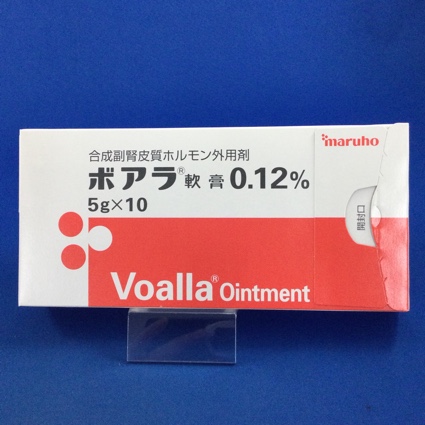 maruho
合成副腎皮質ホルモン外用剤
ボアラ® 軟膏 0.12%
5g×10
開封口
Voalla® Ointment